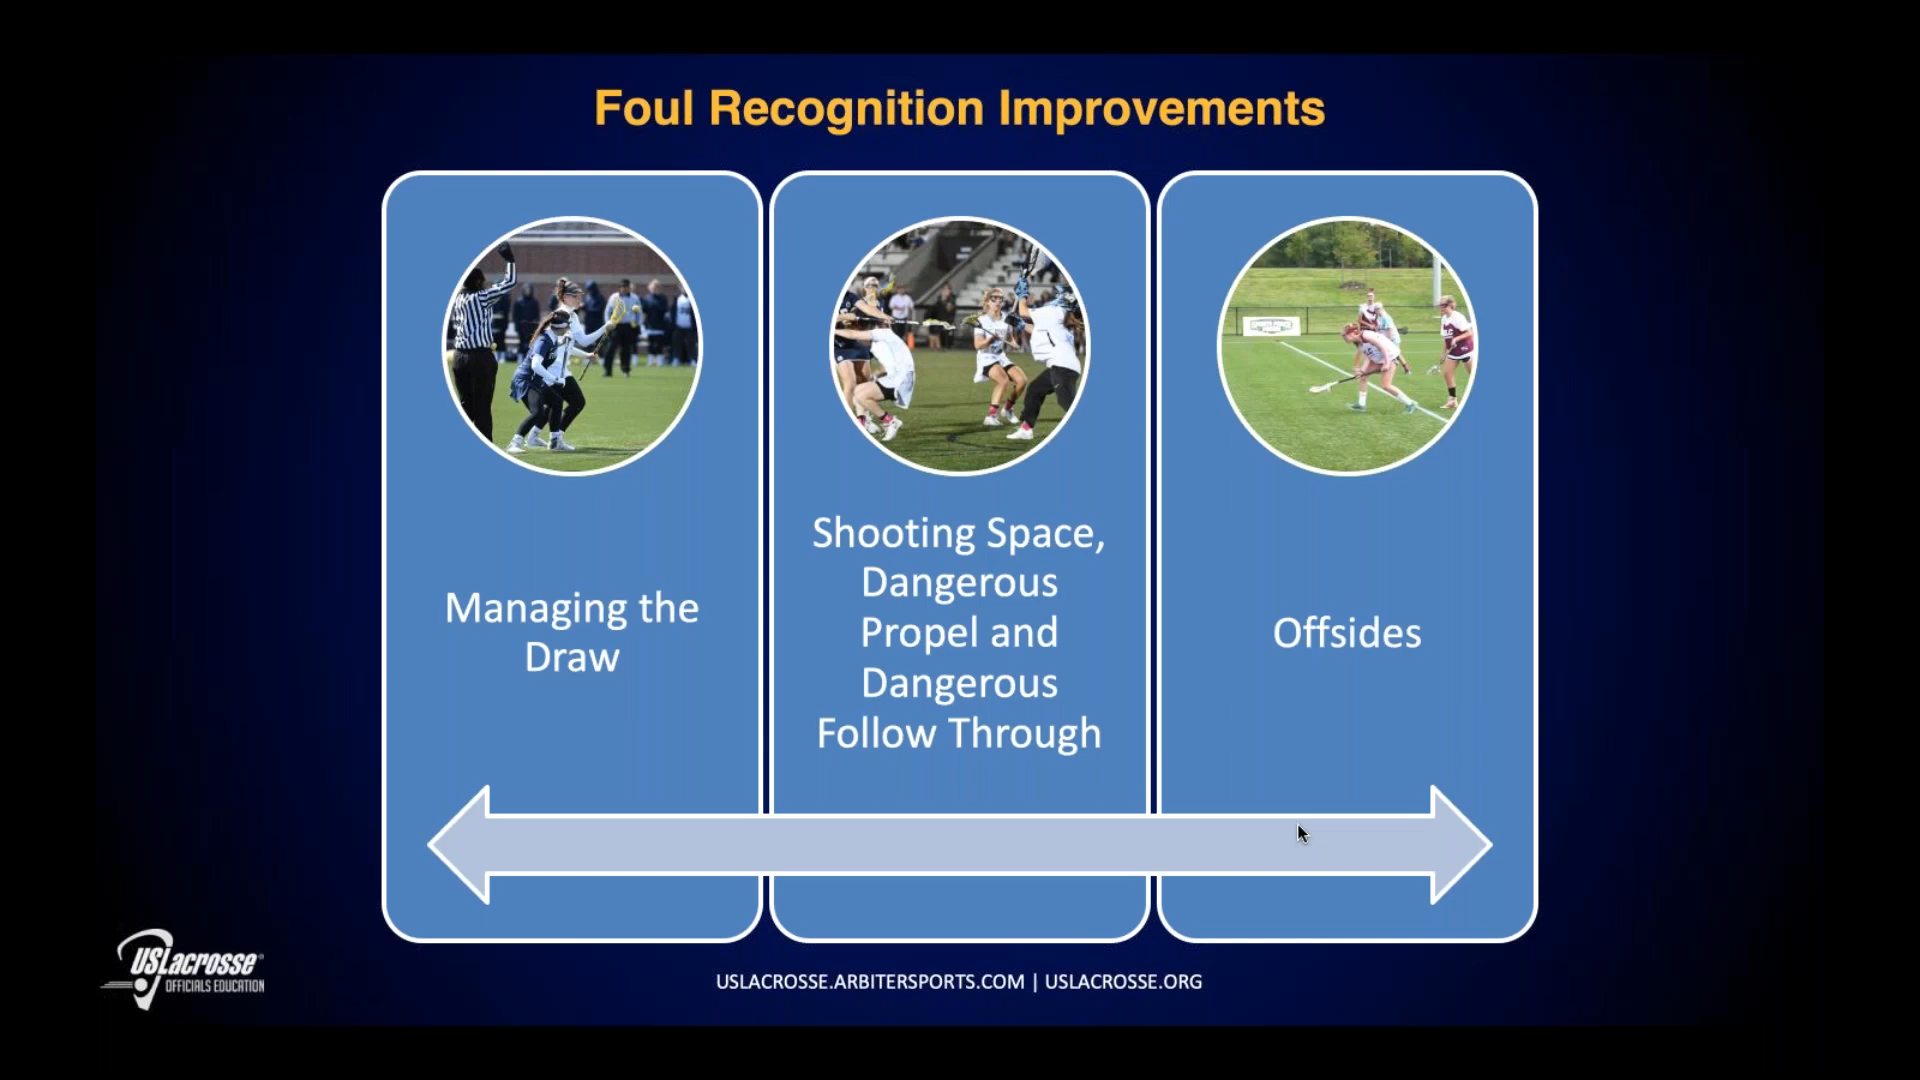 Foul Recognition Improvements
Managing the
Draw
Shooting Space,
Dangerous
Propel and
Dangerous
Follow Through
Offsides
USLacrosse
OFFICIALS EDUCATION
USLACROSSE.ARBITERSPORTS.COM | USLACROSSE.ORG